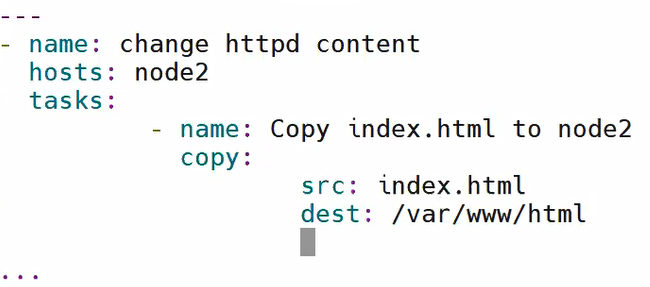 ---
- name: change httpd content
  hosts: node2
  tasks:
          - name: Copy index.html to node2
            copy:
                    src: index.html
                    dest: /var/www/html
...